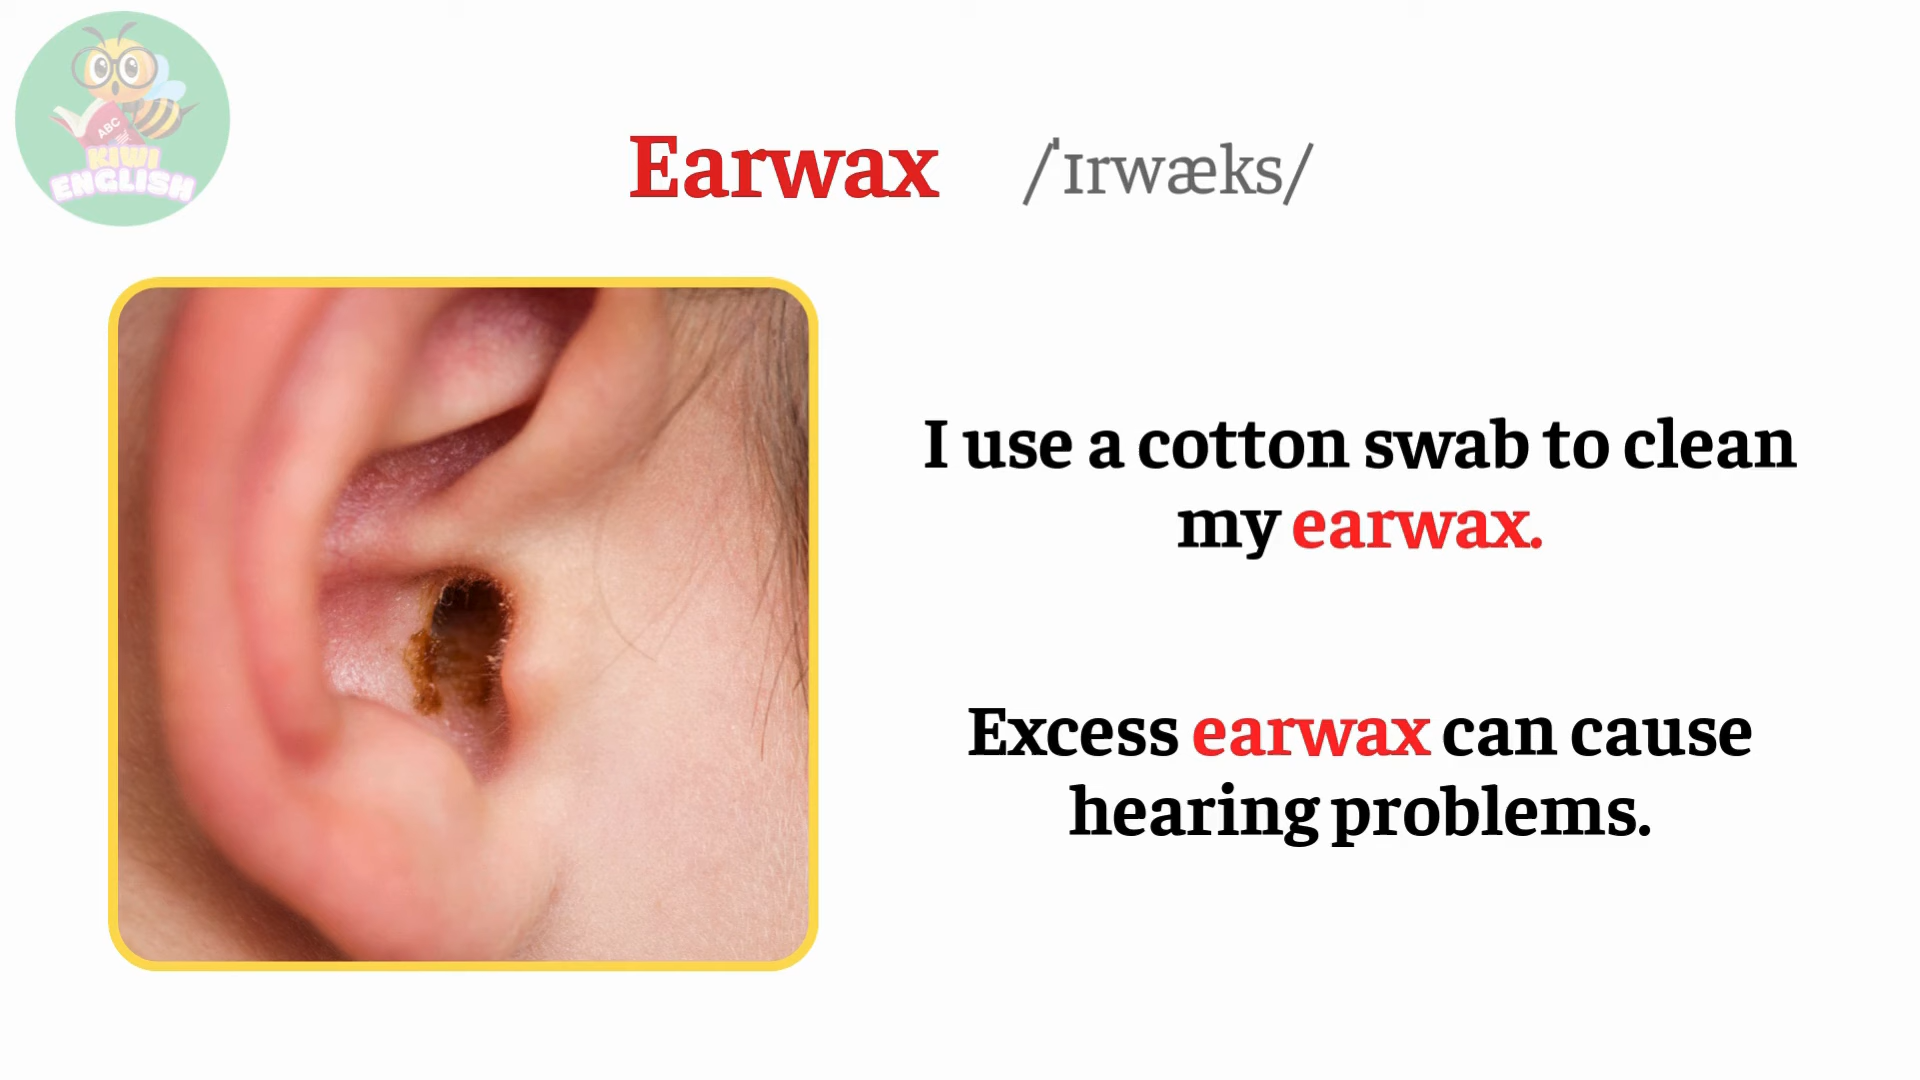 ABC
KIWI
ENGLISH
Earwax /ˈɪrwæks/
I use a cotton swab to clean
my earwax.
Excess earwax can cause
hearing problems.